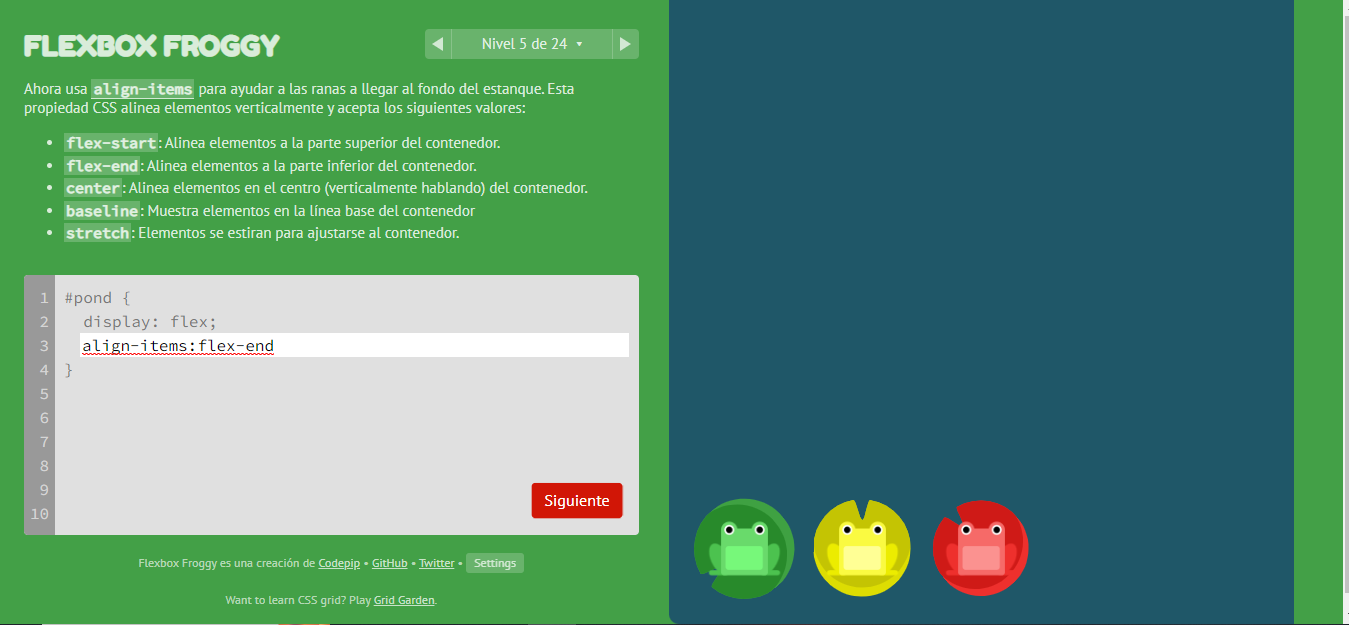 FLEXBOX FROGGY
Nivel 5 de 24
Ahora usa align-items para ayudar a las ranas a llegar al fondo del estanque. Esta
propiedad CSS alinea elementos verticalmente y acepta los siguientes valores:
• flex-start: Alinea elementos a la parte superior del contenedor.
• flex-end: Alinea elementos a la parte inferior del contenedor.
• center: Alinea elementos en el centro (verticalmente hablando) del contenedor.
• baseline: Muestra elementos en la línea base del contenedor
• stretch: Elementos se estiran para ajustarse al contenedor.
1 #pond {
2 display: flex;
3 align-items:flex-end
4 }
5
6
7
8
9
10
Siguiente
Flexbox Froggy es una creación de Codepip • GitHub • Twitter • Settings
Want to learn CSS grid? Play Grid Garden.